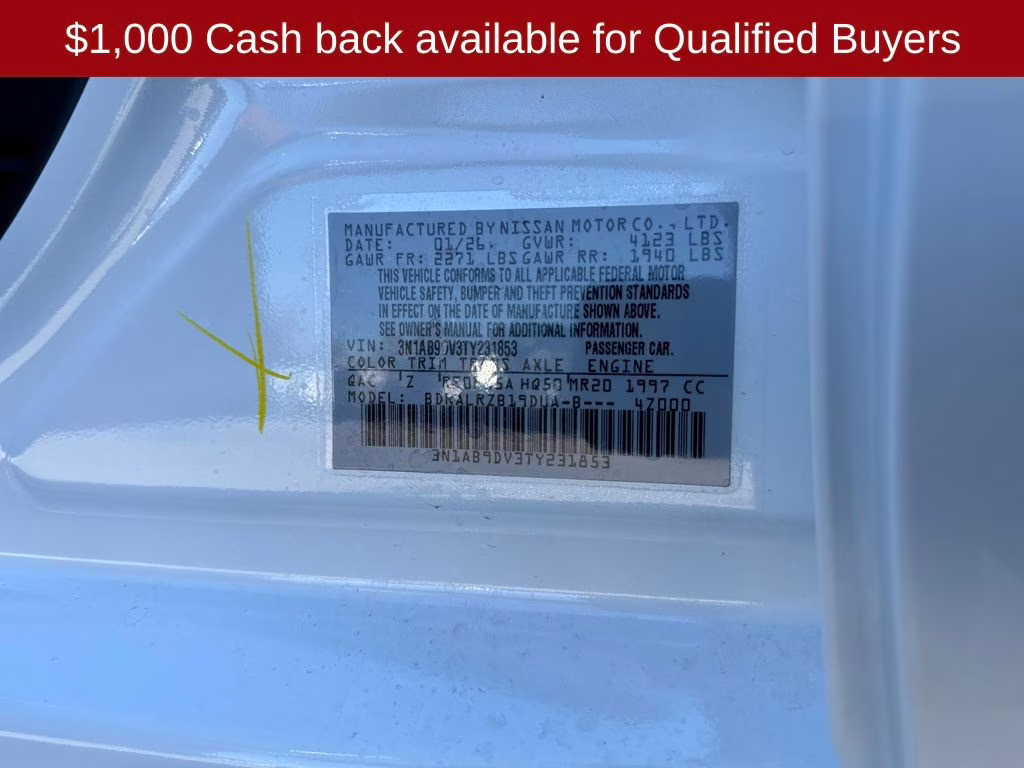 $1,000 Cash back available for Qualified Buyers
MANUFACTURED BY NISSAN MOTOR CO., LTD.
DATE: 01/26. GVWR: 4123 LBS
GAWR FR: 2271 LBS GAWR RR: 1940 LBS
THIS VEHICLE CONFORMS TO ALL APPLICABLE FEDERAL MOTOR
VEHICLE SAFETY, BUMPER AND THEFT PREVENTION STANDARDS
IN EFFECT ON THE DATE OF MANUFACTURE SHOWN ABOVE.
SEE OWNER'S MANUAL FOR ADDITIONAL INFORMATION.
VIN: 3N1AB9DV3TY231853 PASSENGER CAR.
COLOR TRIM TRANS AXLE ENGINE
QAC Z HQ50 MR20 1997 CC
MODEL: BDRALRZB19DUA-B--- 47000
3N1AB9DV3TY231853